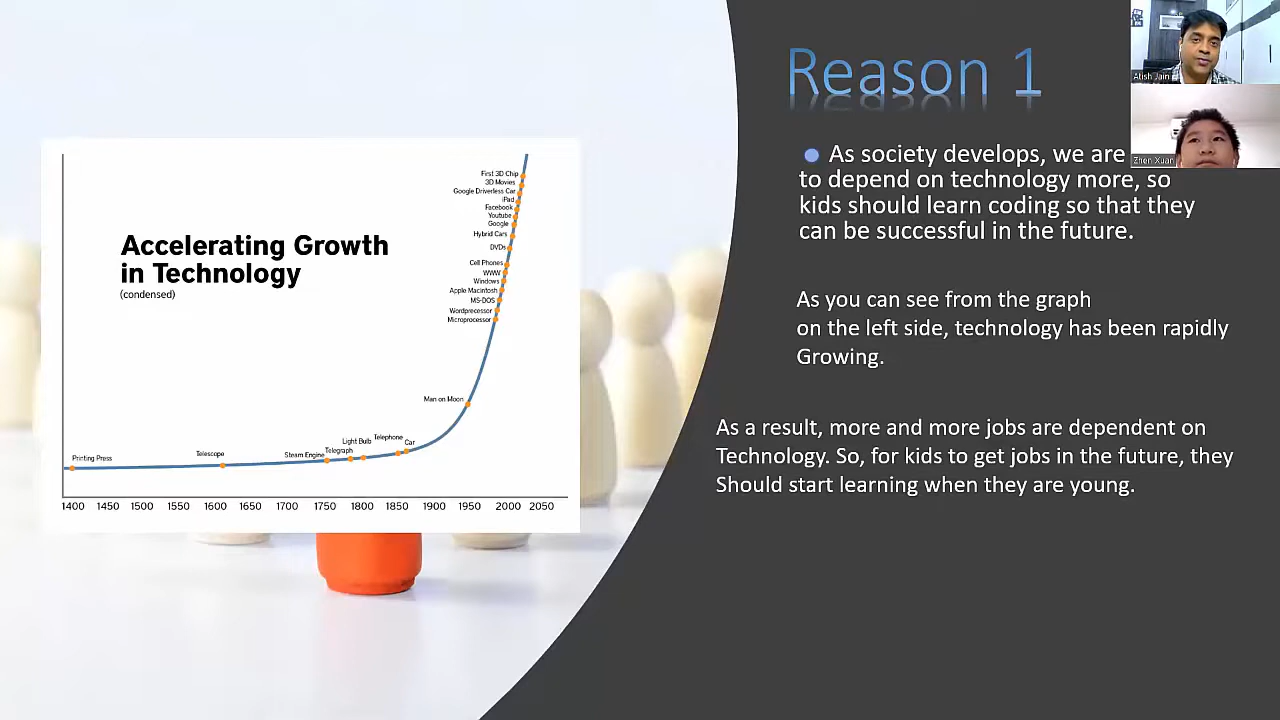 Reason 1
Atish Jain
Zhen Xuan
As society develops, we are
to depend on technology more, so
kids should learn coding so that they
can be successful in the future.
As you can see from the graph
on the left side, technology has been rapidly
Growing.
As a result, more and more jobs are dependent on
Technology. So, for kids to get jobs in the future, they
Should start learning when they are young.
Accelerating Growth
in Technology
(condensed)
First 3D Chip
3D Movies
Google Driverless Car
iPad
Facebook
Youtube
Google
Hybrid Cars
DVDs
Cell Phones
WWW
Windows
Apple Macintosh
MS-DOS
Wordprocessor
Microprocessor
Man on Moon
Car
Telephone
Light Bulb
Telegraph
Steam Engine
Telescope
Printing Press
1400 1450 1500 1550 1600 1650 1700 1750 1800 1850 1900 1950 2000 2050